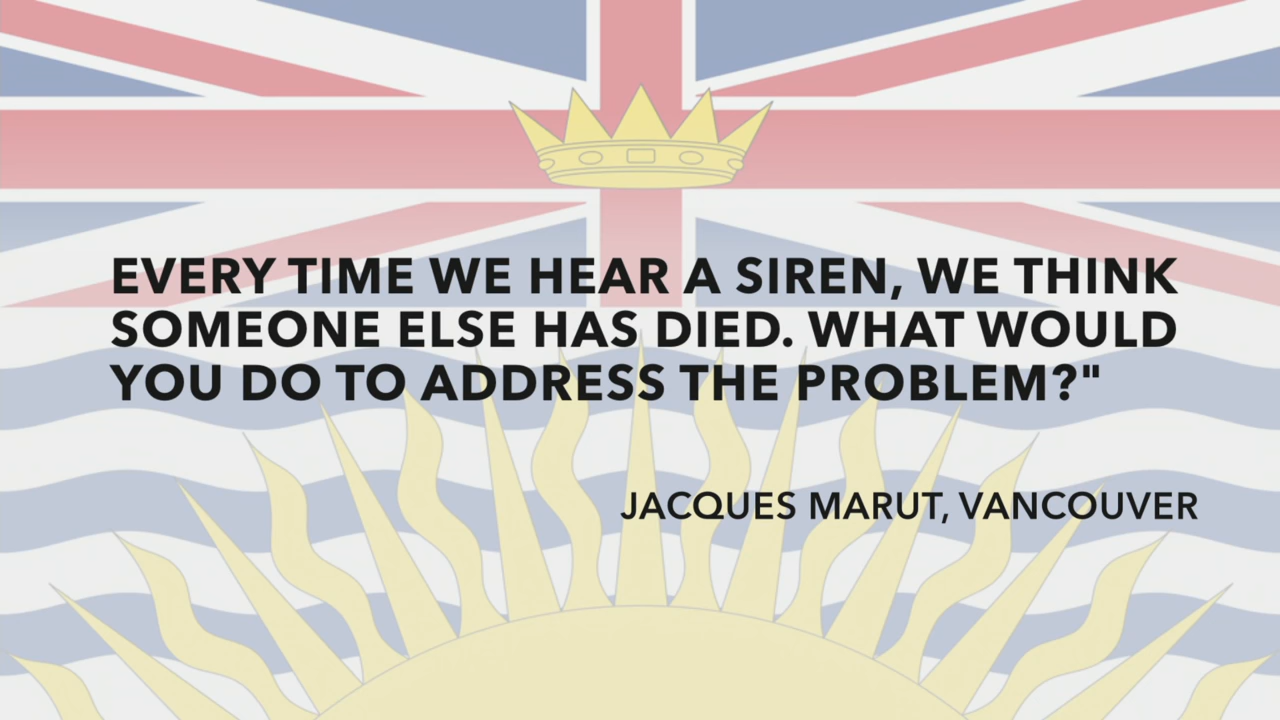 EVERY TIME WE HEAR A SIREN, WE THINK
SOMEONE ELSE HAS DIED. WHAT WOULD
YOU DO TO ADDRESS THE PROBLEM?"
JACQUES MARUT, VANCOUVER